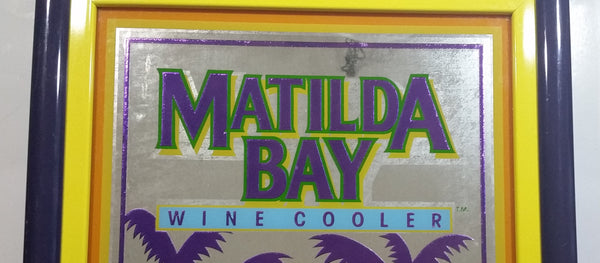 MATILDA
BAY
WINE COOLER T.M.